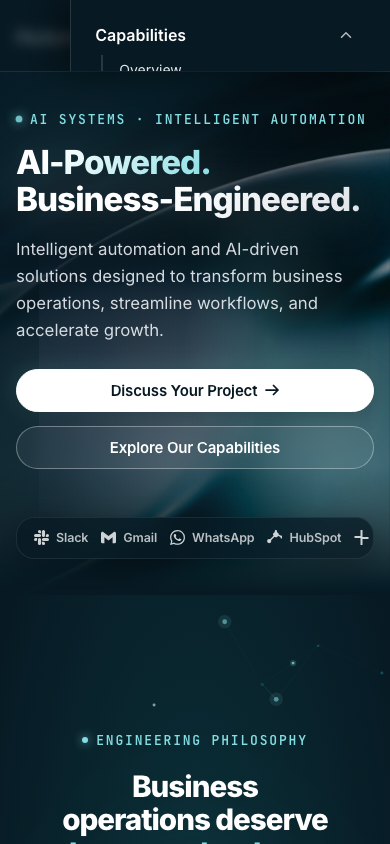 Capabilities
Overview
AI SYSTEMS · INTELLIGENT AUTOMATION
AI-Powered.
Business-Engineered.
Intelligent automation and AI-driven
solutions designed to transform business
operations, streamline workflows, and
accelerate growth.
Discuss Your Project →
Explore Our Capabilities
Slack Gmail WhatsApp HubSpot
ENGINEERING PHILOSOPHY
Business
operations deserve